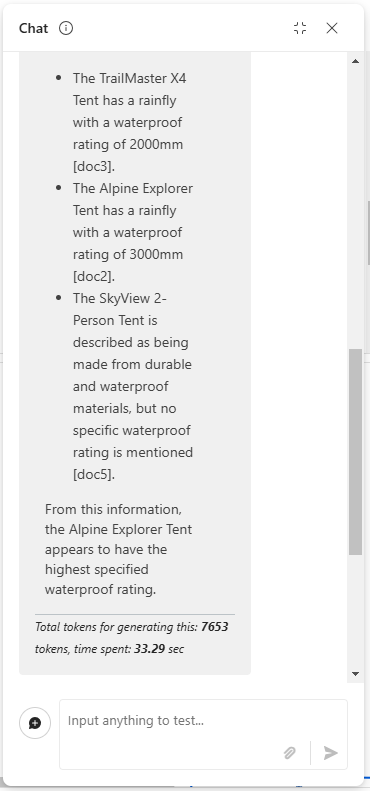 Chat
The TrailMaster X4
Tent has a rainfly
with a waterproof
rating of 2000mm
[doc3].
The Alpine Explorer
Tent has a rainfly
with a waterproof
rating of 3000mm
[doc2].
The SkyView 2-
Person Tent is
described as being
made from durable
and waterproof
materials, but no
specific waterproof
rating is mentioned
[doc5].
From this information,
the Alpine Explorer Tent
appears to have the
highest specified
waterproof rating.
Total tokens for generating this: 7653
tokens, time spent: 33.29 sec
Input anything to test...